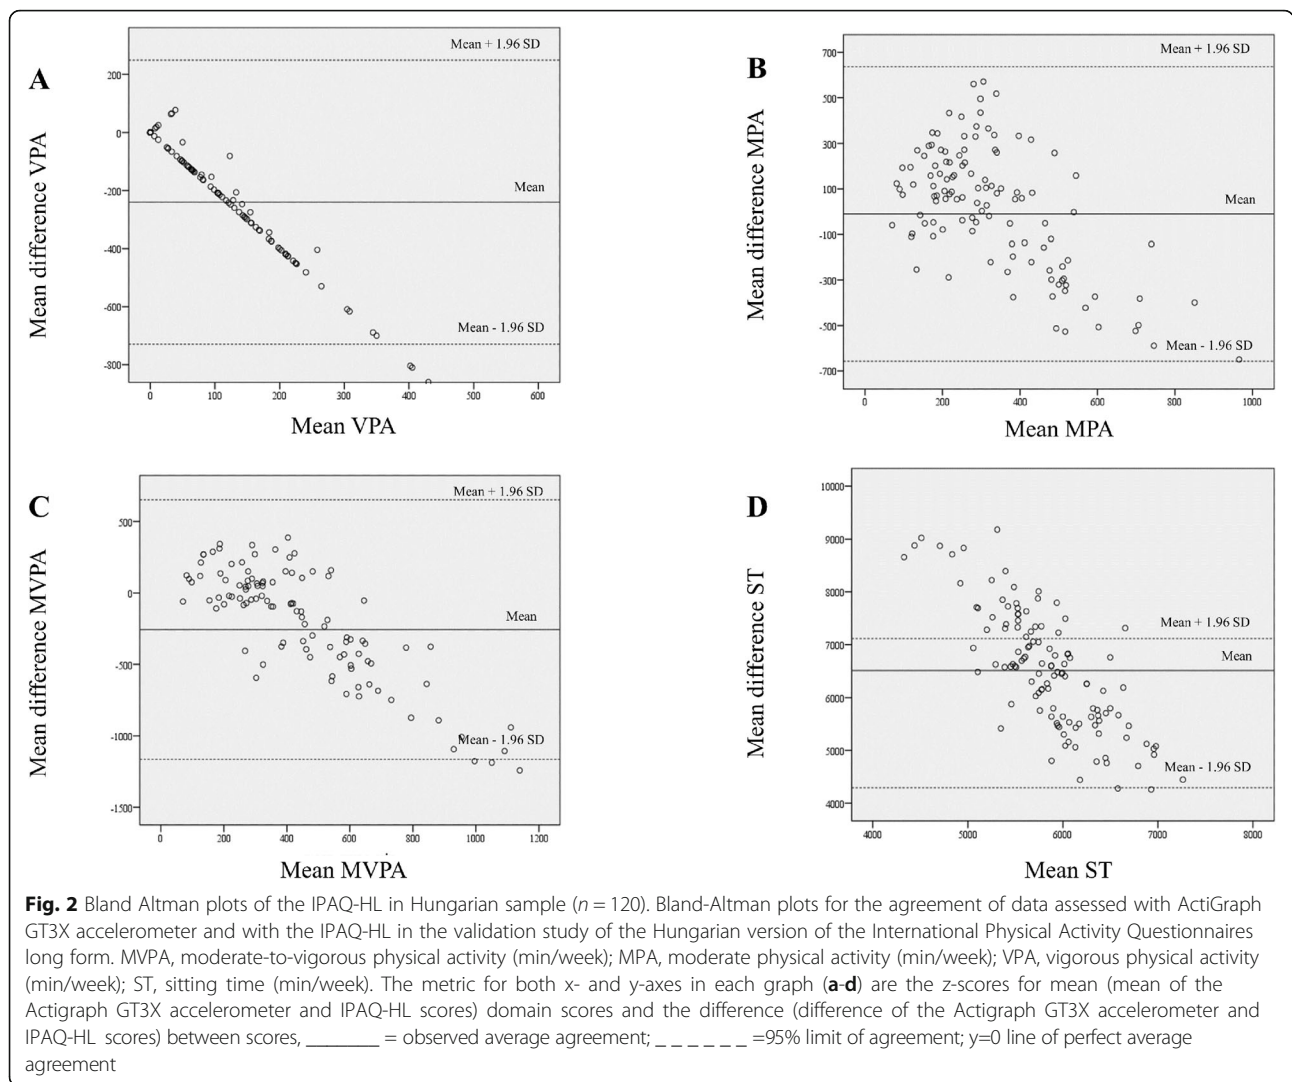 A
Mean difference VPA
Mean + 1.96 SD
Mean
Mean - 1.96 SD
200
0
-200
-400
-600
-800
0 100 200 300 400 500 600
Mean VPA
B
Mean difference MPA
Mean + 1.96 SD
Mean
Mean - 1.96 SD
700
500
300
100
-100
-300
-500
-700
0 200 400 600 800 1000
Mean MPA
C
Mean difference MVPA
Mean + 1.96 SD
Mean
Mean - 1.96 SD
500
0
-500
-1000
-1500
0 200 400 600 800 1000 1200
Mean MVPA
D
Mean difference ST
Mean + 1.96 SD
Mean
Mean - 1.96 SD
10000
9000
8000
7000
6000
5000
4000
4000 5000 6000 7000 8000
Mean ST
Fig. 2 Bland Altman plots of the IPAQ-HL in Hungarian sample (n = 120). Bland-Altman plots for the agreement of data assessed with ActiGraph
GT3X accelerometer and with the IPAQ-HL in the validation study of the Hungarian version of the International Physical Activity Questionnaires
long form. MVPA, moderate-to-vigorous physical activity (min/week); MPA, moderate physical activity (min/week); VPA, vigorous physical activity
(min/week); ST, sitting time (min/week). The metric for both x- and y-axes in each graph (a-d) are the z-scores for mean (mean of the
Actigraph GT3X accelerometer and IPAQ-HL scores) domain scores and the difference (difference of the Actigraph GT3X accelerometer and
IPAQ-HL scores) between scores, _______ = observed average agreement; _ _ _ _ _ _ =95% limit of agreement; y=0 line of perfect average
agreement